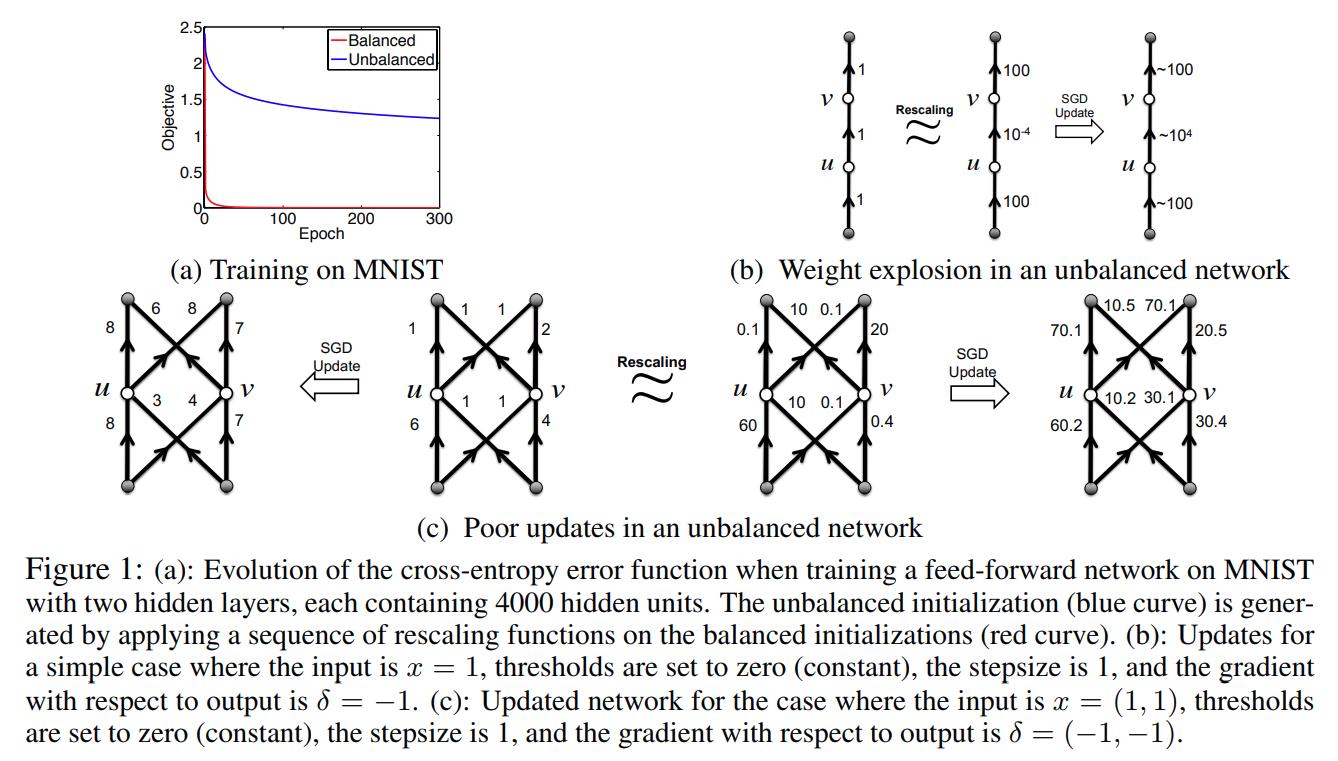 2.5
2
1.5
1
0.5
0
0 100 200 300
Objective
Epoch
Balanced
Unbalanced
(a) Training on MNIST
1
v
1
u
1
Rescaling
≈
100
v
10-4
u
100
SGD
Update
~100
v
~10⁴
u
~100
(b) Weight explosion in an unbalanced network
6 8
8 7
u v
3 4
8 7
SGD
Update
1 1
1 2
u v
1 1
6 4
Rescaling
≈
10 0.1
0.1 20
u v
10 0.1
60 0.4
SGD
Update
10.5 70.1
70.1 20.5
u v
10.2 30.1
60.2 30.4
(c) Poor updates in an unbalanced network
Figure 1: (a): Evolution of the cross-entropy error function when training a feed-forward network on MNIST
with two hidden layers, each containing 4000 hidden units. The unbalanced initialization (blue curve) is gener-
ated by applying a sequence of rescaling functions on the balanced initializations (red curve). (b): Updates for
a simple case where the input is x = 1, thresholds are set to zero (constant), the stepsize is 1, and the gradient
with respect to output is δ = −1. (c): Updated network for the case where the input is x = (1, 1), thresholds
are set to zero (constant), the stepsize is 1, and the gradient with respect to output is δ = (−1, −1).